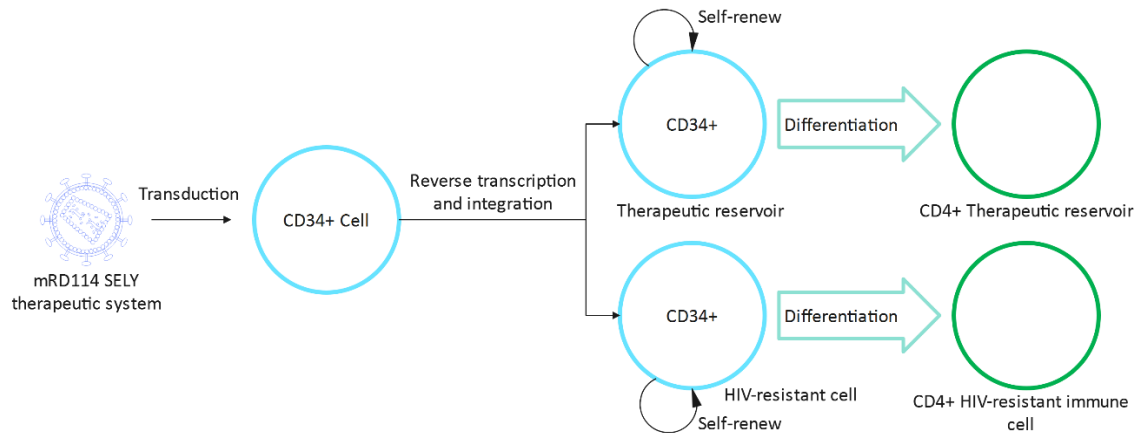 Self-renew
CD34+
Differentiation
Therapeutic reservoir
CD4+ Therapeutic reservoir
Transduction
CD34+ Cell
Reverse transcription
and integration
mRD114 SELY
therapeutic system
CD34+
Differentiation
HIV-resistant cell
Self-renew
CD4+ HIV-resistant immune
cell